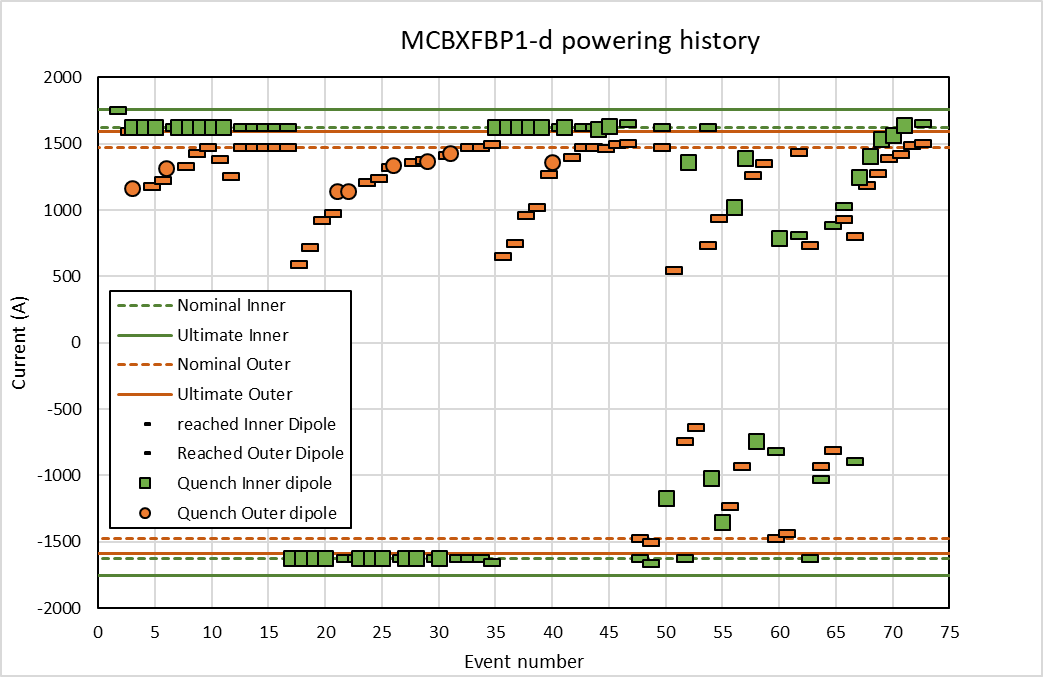 MCBXFBP1-d powering history
2000
1500
1000
500
0
-500
-1000
-1500
-2000
Current (A)
Nominal Inner
Ultimate Inner
Nominal Outer
Ultimate Outer
reached Inner Dipole
Reached Outer Dipole
Quench Inner dipole
Quench Outer dipole
0 5 10 15 20 25 30 35 40 45 50 55 60 65 70 75
Event number